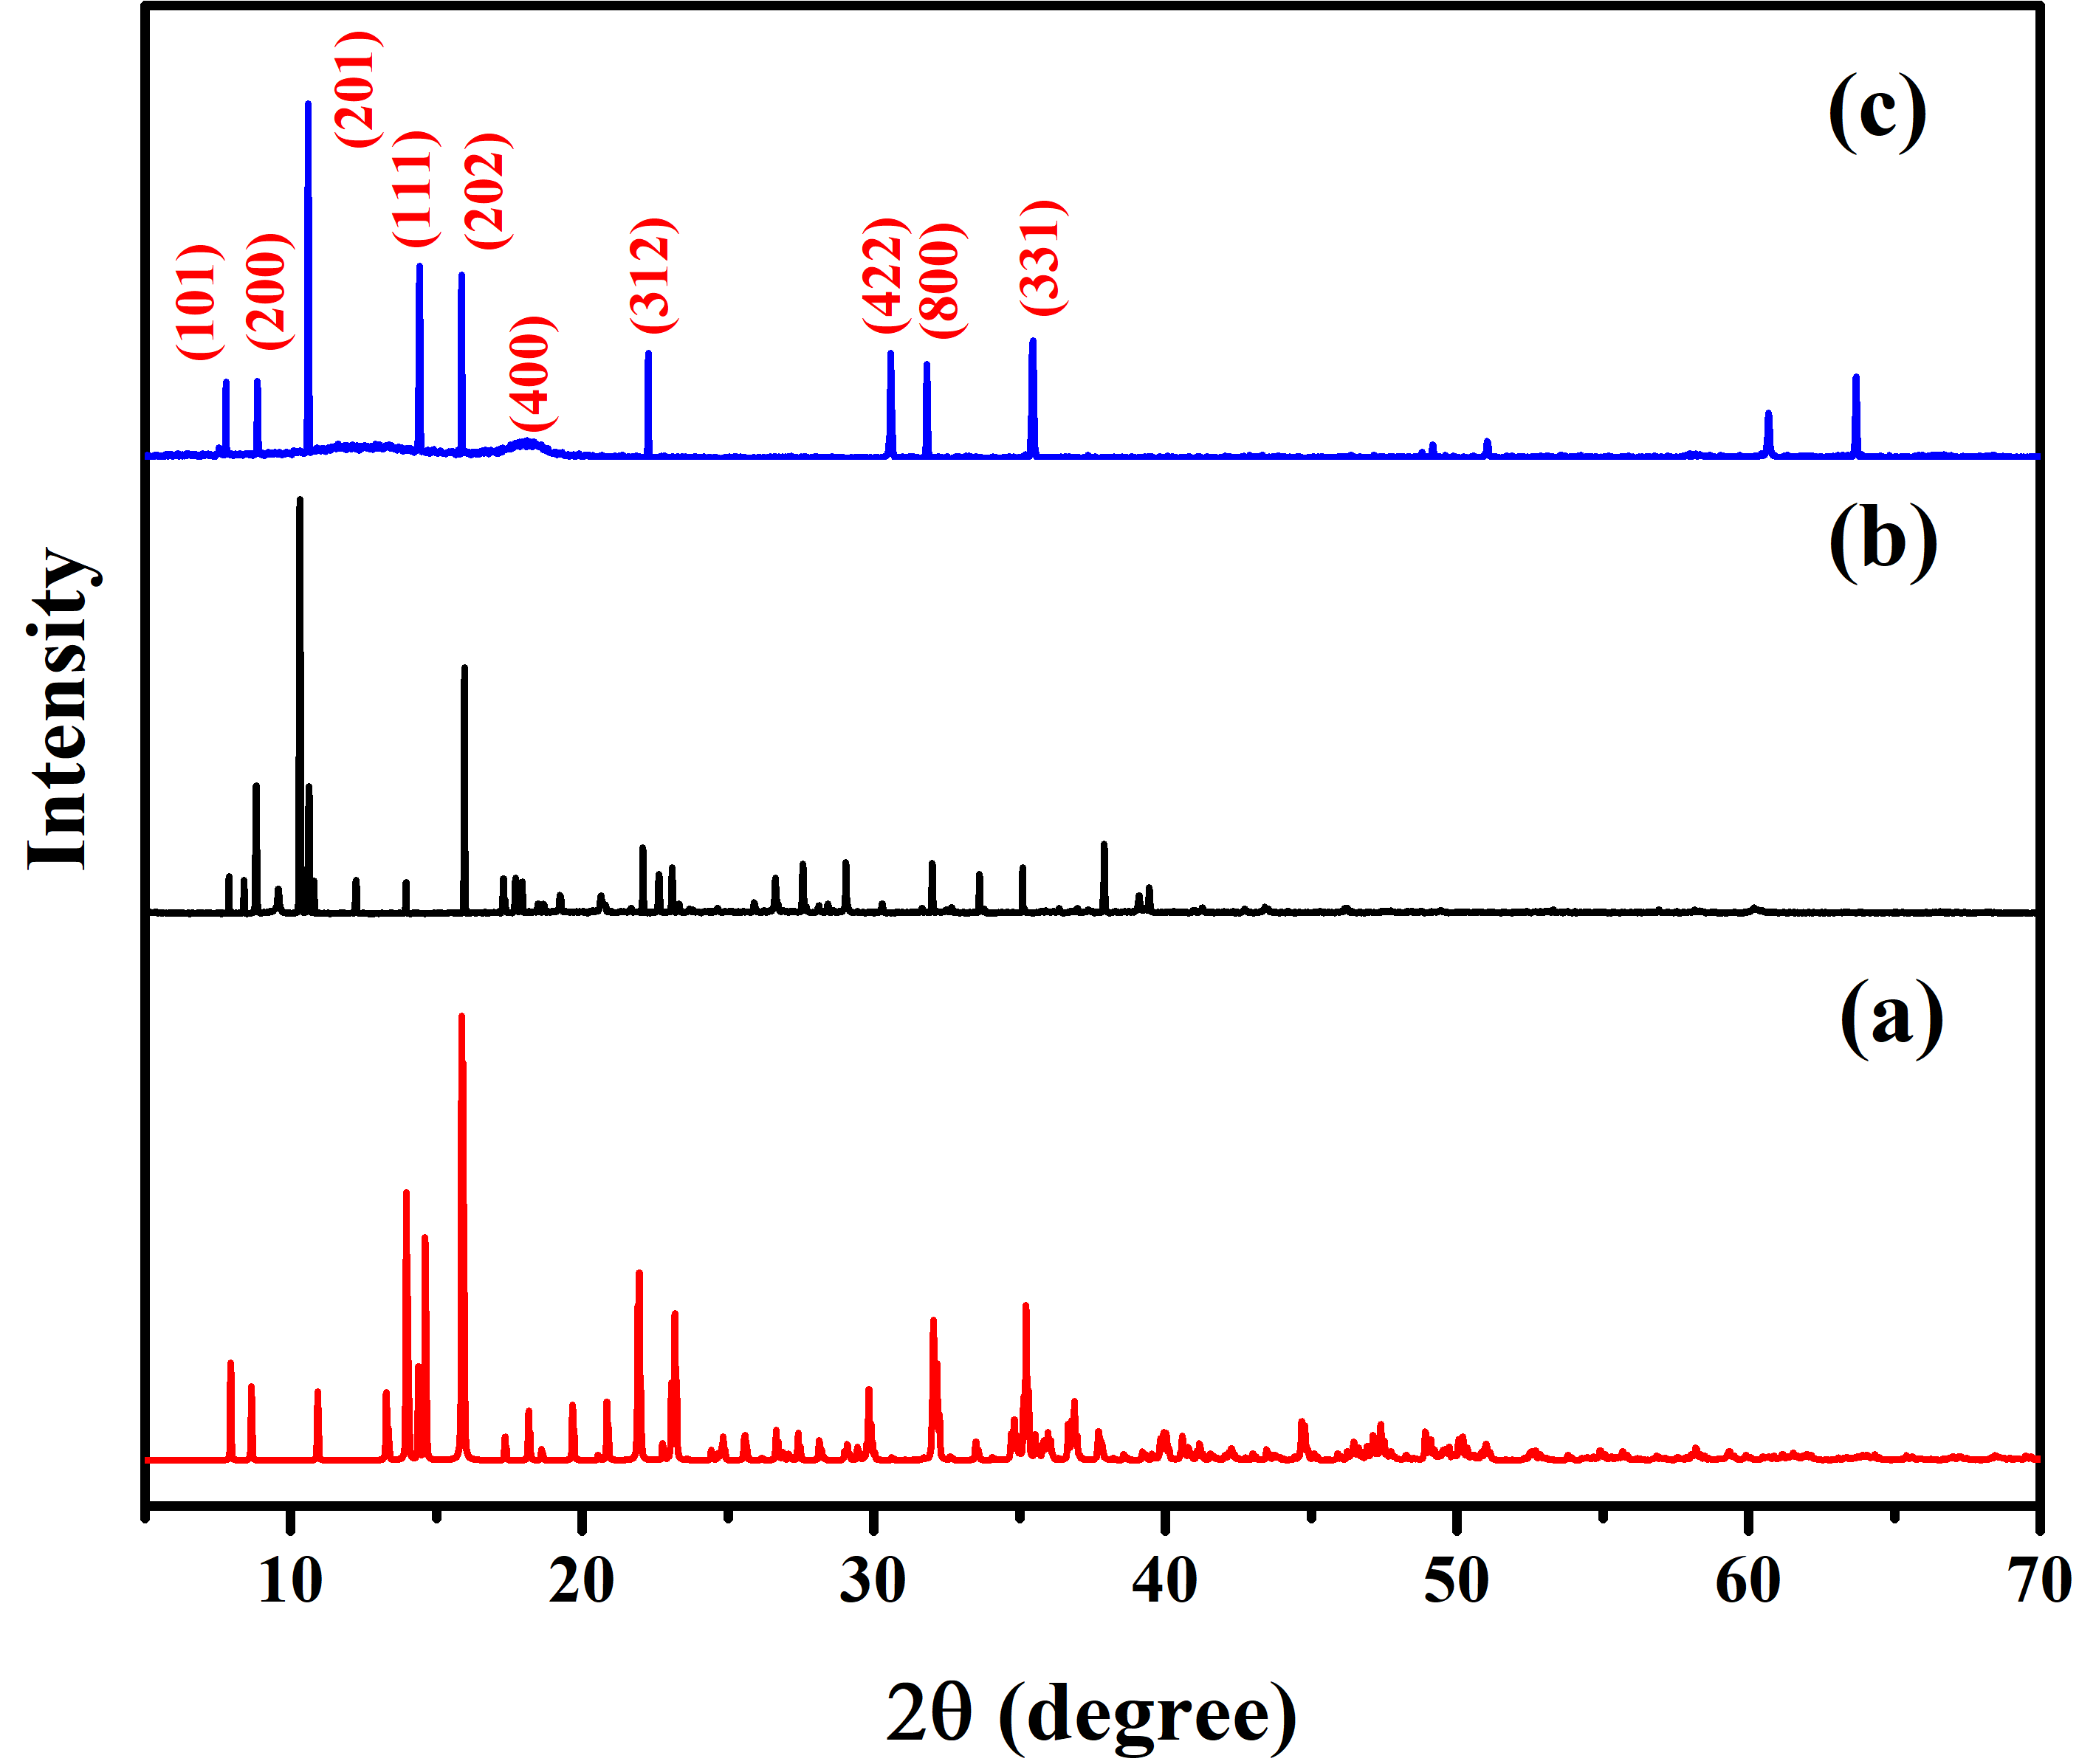 (c)
(201)
(111)
(202)
(331)
(312)
(422)
(800)
(200)
(101)
(400)
(b)
Intensity
(a)
10 20 30 40 50 60 70
2θ (degree)